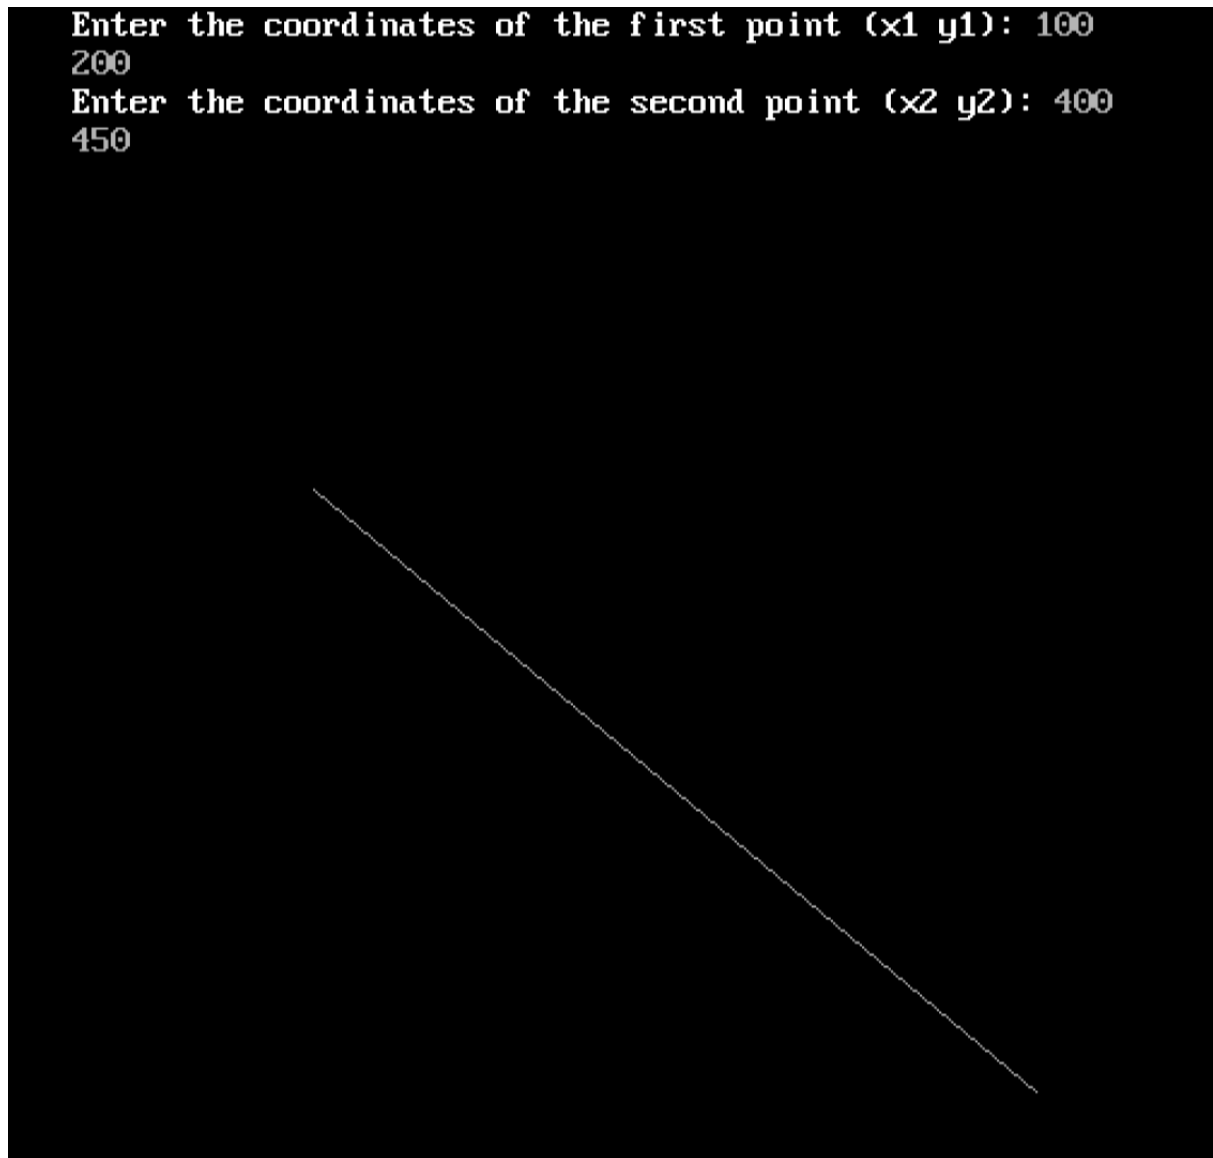 Enter the coordinates of the first point (x1 y1): 100
200
Enter the coordinates of the second point (x2 y2): 400
450